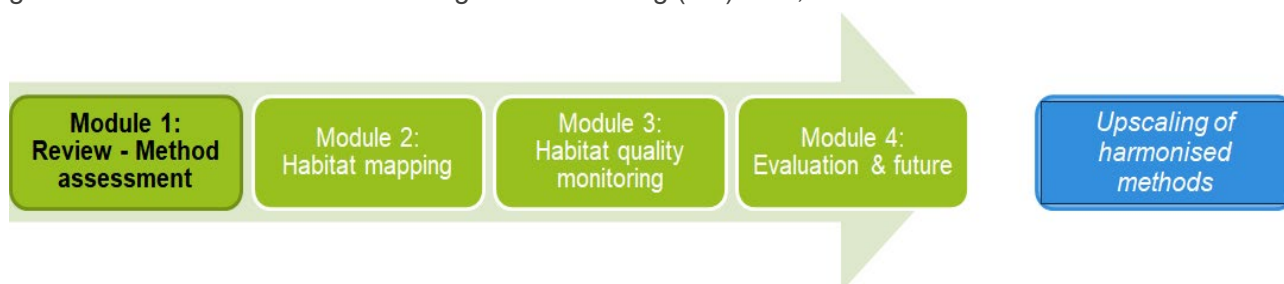 Module 1:
Review - Method
assessment
Module 2:
Habitat mapping
Module 3:
Habitat quality
monitoring
Module 4:
Evaluation & future
Upscaling of
harmonised
methods